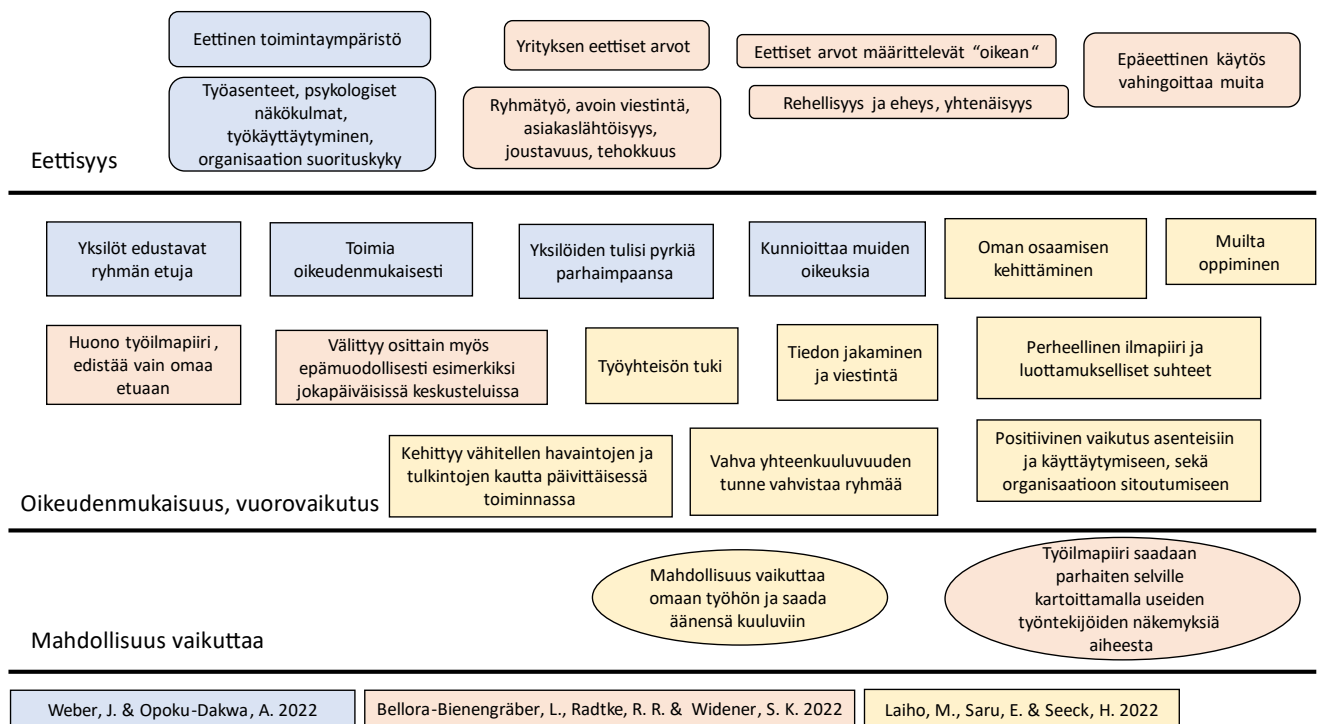 Eettinen toimintaympäristö
Yrityksen eettiset arvot
Eettiset arvot määrittelevät “oikean“
Epäeettinen käytös
vahingoittaa muita
Työasenteet, psykologiset
näkökulmat,
työkäyttäytyminen,
organisaation suorituskyky
Ryhmätyö, avoin viestintä,
asiakaslähtöisyys,
joustavuus, tehokkuus
Rehellisyys ja eheys, yhtenäisyys
Eettisyys
Yksilöt edustavat
ryhmän etuja
Toimia
oikeudenmukaisesti
Yksilöiden tulisi pyrkiä
parhaimpaansa
Kunnioittaa muiden
oikeuksia
Oman osaamisen
kehittäminen
Muilta
oppiminen
Huono työilmapiiri,
edistää vain omaa
etuaan
Välittyy osittain myös
epämuodollisesti esimerkiksi
jokapäiväisissä keskusteluissa
Työyhteisön tuki
Tiedon jakaminen
ja viestintä
Perheellinen ilmapiiri ja
luottamukselliset suhteet
Kehittyy vähitellen havaintojen ja
tulkintojen kautta päivittäisessä
toiminnassa
Vahva yhteenkuuluvuuden
tunne vahvistaa ryhmää
Positiivinen vaikutus asenteisiin
ja käyttäytymiseen, sekä
organisaatioon sitoutumiseen
Oikeudenmukaisuus, vuorovaikutus
Mahdollisuus vaikuttaa
omaan työhön ja saada
äänensä kuuluviin
Työilmapiiri saadaan
parhaiten selville
kartoittamalla useiden
työntekijöiden näkemyksiä
aiheesta
Mahdollisuus vaikuttaa
Weber, J. & Opoku-Dakwa, A. 2022
Bellora-Bienengräber, L., Radtke, R. R. & Widener, S. K. 2022
Laiho, M., Saru, E. & Seeck, H. 2022